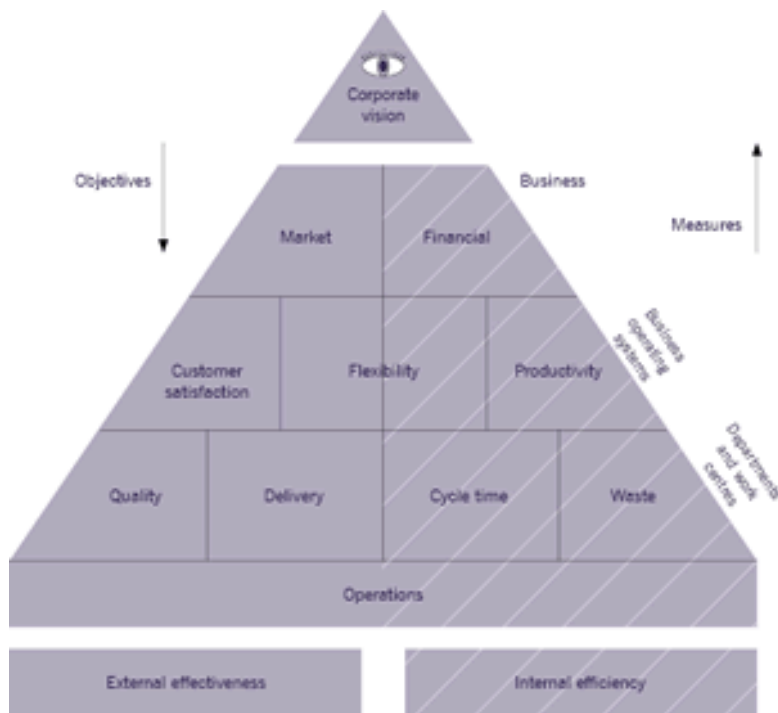 Corporate
vision
Objectives
Business
Measures
Market
Financial
Business
operating
systems
Customer
satisfaction
Flexibility
Productivity
Departments
and work
centres
Quality
Delivery
Cycle time
Waste
Operations
External effectiveness
Internal efficiency